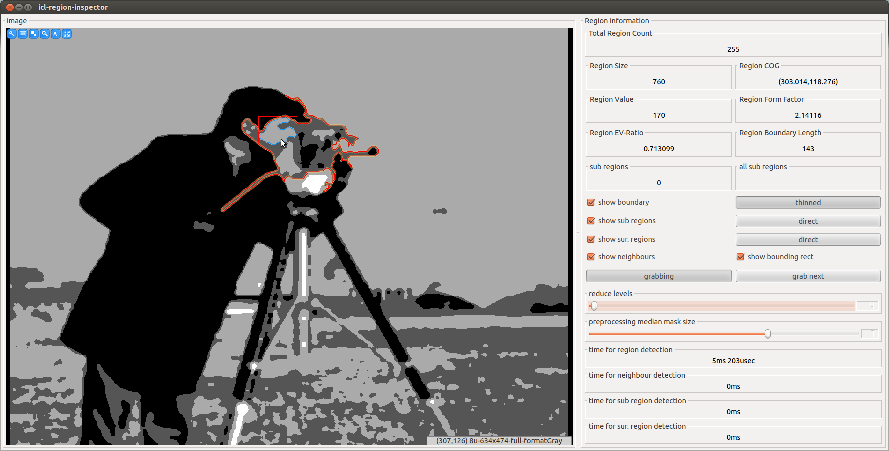 icl-region-inspector
Image
Region Information
Total Region Count
255
Region Size
760
Region COG
(303.014,118.276)
Region Value
170
Region Form Factor
2.14116
Region EV-Ratio
0.713099
Region Boundary Length
143
sub regions
0
all sub regions
show boundary
thinned
show sub regions
direct
show sur. regions
direct
show neighbours
show bounding rect
grabbing
grab next
reduce levels
preprocessing median mask size
time for region detection
5ms 203usec
time for neighbour detection
0ms
time for sub region detection
0ms
time for sur. region detection
0ms
(307,126) 8u-634x474-full-formatGray